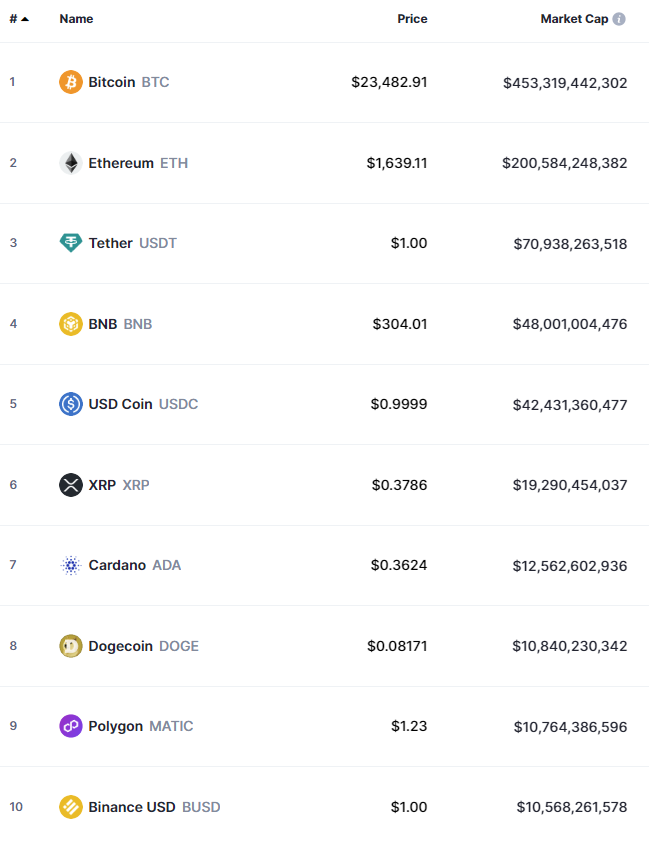 # Name Price Market Cap
1 Bitcoin BTC $23,482.91 $453,319,442,302
2 Ethereum ETH $1,639.11 $200,584,248,382
3 Tether USDT $1.00 $70,938,263,518
4 BNB BNB $304.01 $48,001,004,476
5 USD Coin USDC $0.9999 $42,431,360,477
6 XRP XRP $0.3786 $19,290,454,037
7 Cardano ADA $0.3624 $12,562,602,936
8 Dogecoin DOGE $0.08171 $10,840,230,342
9 Polygon MATIC $1.23 $10,764,386,596
10 Binance USD BUSD $1.00 $10,568,261,578